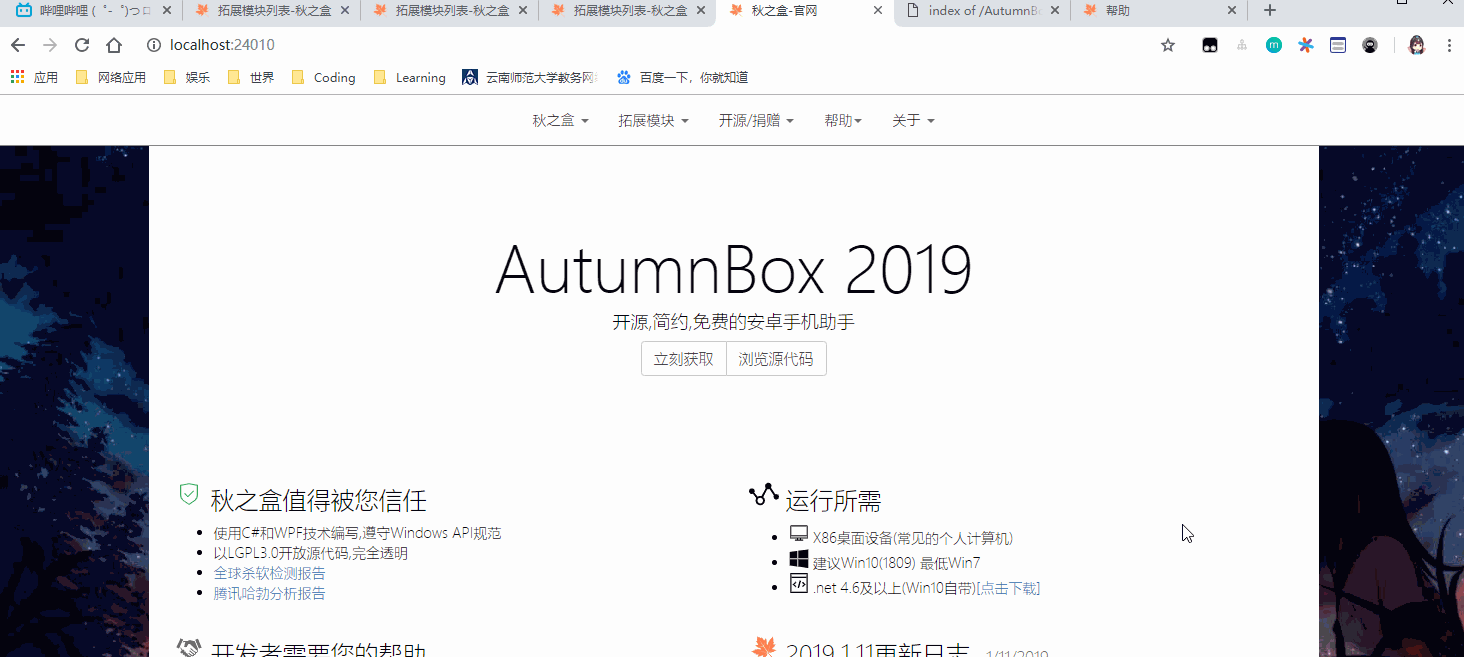 哔哩哔哩 ( ゜- ゜)つロ 拓展模块列表-秋之盒 拓展模块列表-秋之盒 拓展模块列表-秋之盒 秋之盒-官网 index of /AutumnB 帮助
localhost:24010
应用 网络应用 娱乐 世界 Coding Learning 云南师范大学教务网 百度一下，你就知道
秋之盒 拓展模块 开源/捐赠 帮助 关于
AutumnBox 2019
开源,简约,免费的安卓手机助手
立刻获取 浏览源代码
秋之盒值得被您信任
使用C#和WPF技术编写,遵守Windows API规范
以LGPL3.0开放源代码,完全透明
全球杀软检测报告
腾讯哈勃分析报告
运行所需
X86桌面设备(常见的个人计算机)
建议Win10(1809) 最低Win7
.net 4.6及以上(Win10自带)[点击下载]
开发者需要您的帮助
2019.1.11更新日志 1/11/2019